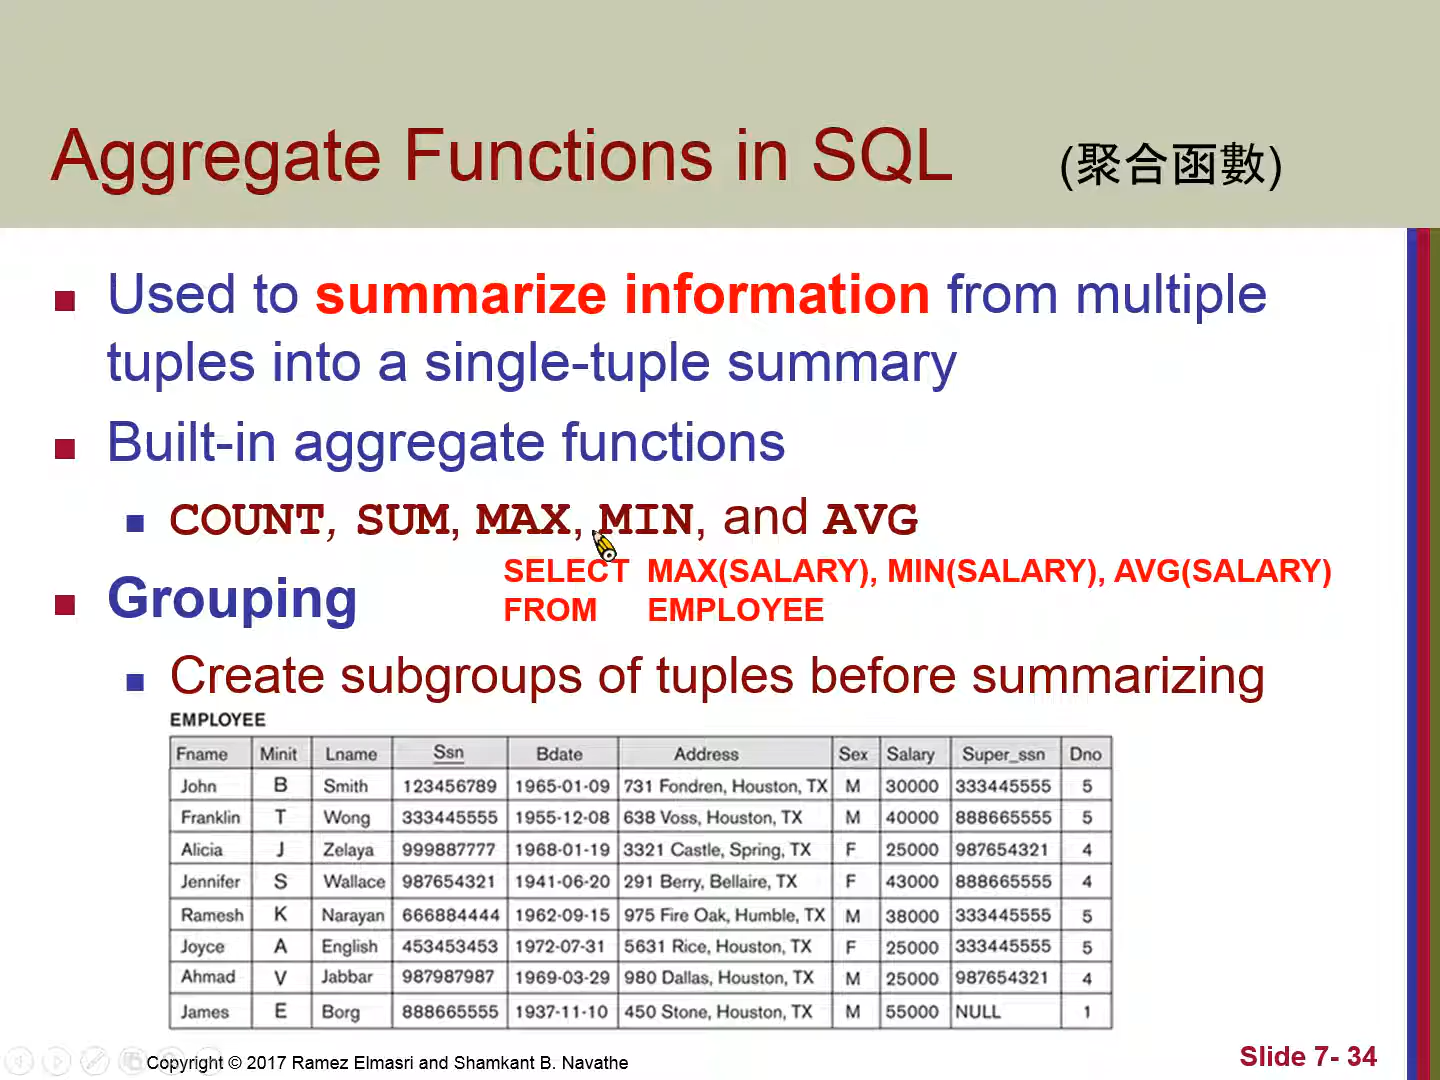 Aggregate Functions in SQL (聚合函數)
Used to summarize information from multiple
tuples into a single-tuple summary
Built-in aggregate functions
COUNT, SUM, MAX, MIN, and AVG
SELECT MAX(SALARY), MIN(SALARY), AVG(SALARY)
FROM EMPLOYEE
Grouping
Create subgroups of tuples before summarizing
EMPLOYEE
Fname Minit Lname Ssn Bdate Address Sex Salary Super_ssn Dno
John B Smith 123456789 1965-01-09 731 Fondren, Houston, TX M 30000 333445555 5
Franklin T Wong 333445555 1955-12-08 638 Voss, Houston, TX M 40000 888665555 5
Alicia J Zelaya 999887777 1968-01-19 3321 Castle, Spring, TX F 25000 987654321 4
Jennifer S Wallace 987654321 1941-06-20 291 Berry, Bellaire, TX F 43000 888665555 4
Ramesh K Narayan 666884444 1962-09-15 975 Fire Oak, Humble, TX M 38000 333445555 5
Joyce A English 453453453 1972-07-31 5631 Rice, Houston, TX F 25000 333445555 5
Ahmad V Jabbar 987987987 1969-03-29 980 Dallas, Houston, TX M 25000 987654321 4
James E Borg 888665555 1937-11-10 450 Stone, Houston, TX M 55000 NULL 1
Copyright © 2017 Ramez Elmasri and Shamkant B. Navathe
Slide 7- 34